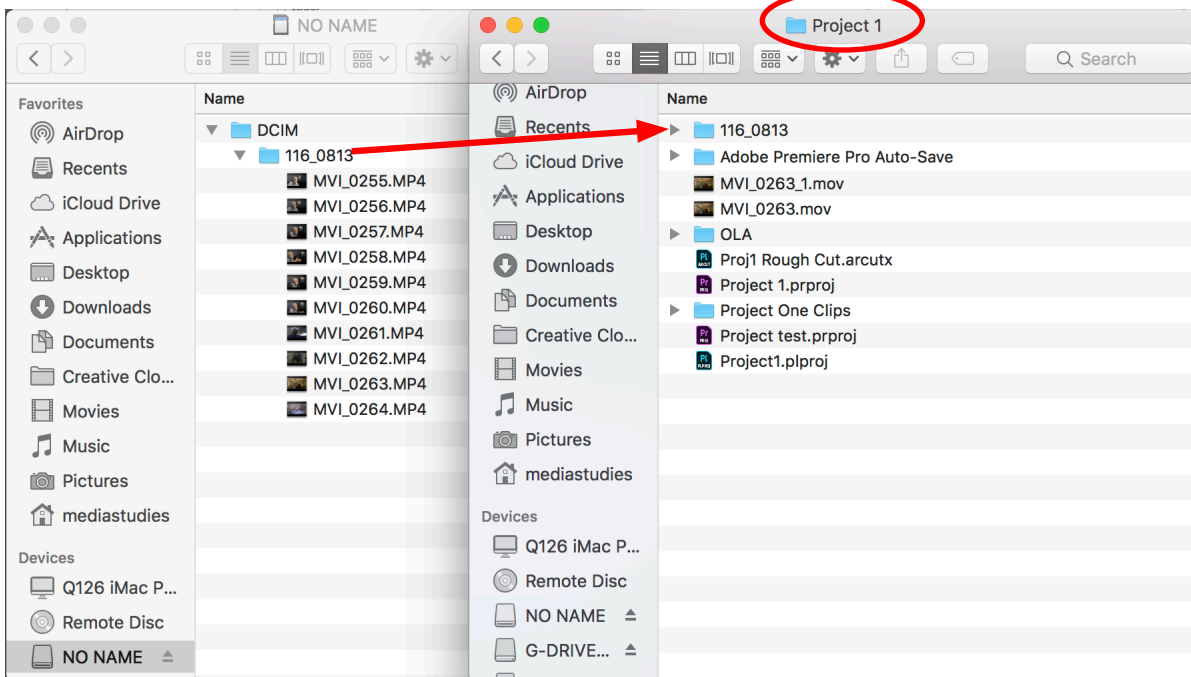 NO NAME
Favorites
AirDrop
Recents
iCloud Drive
Applications
Desktop
Downloads
Documents
Creative Clo...
Movies
Music
Pictures
mediastudies
Devices
Q126 iMac P...
Remote Disc
NO NAME
Name
DCIM
116_0813
MVI_0255.MP4
MVI_0256.MP4
MVI_0257.MP4
MVI_0258.MP4
MVI_0259.MP4
MVI_0260.MP4
MVI_0261.MP4
MVI_0262.MP4
MVI_0263.MP4
MVI_0264.MP4
Project 1
Search
AirDrop
Recents
iCloud Drive
Applications
Desktop
Downloads
Documents
Creative Clo...
Movies
Music
Pictures
mediastudies
Devices
Q126 iMac P...
Remote Disc
NO NAME
G-DRIVE...
Name
116_0813
Adobe Premiere Pro Auto-Save
MVI_0263_1.mov
MVI_0263.mov
OLA
Proj1 Rough Cut.arcutx
Project 1.prproj
Project One Clips
Project test.prproj
Project1.plproj